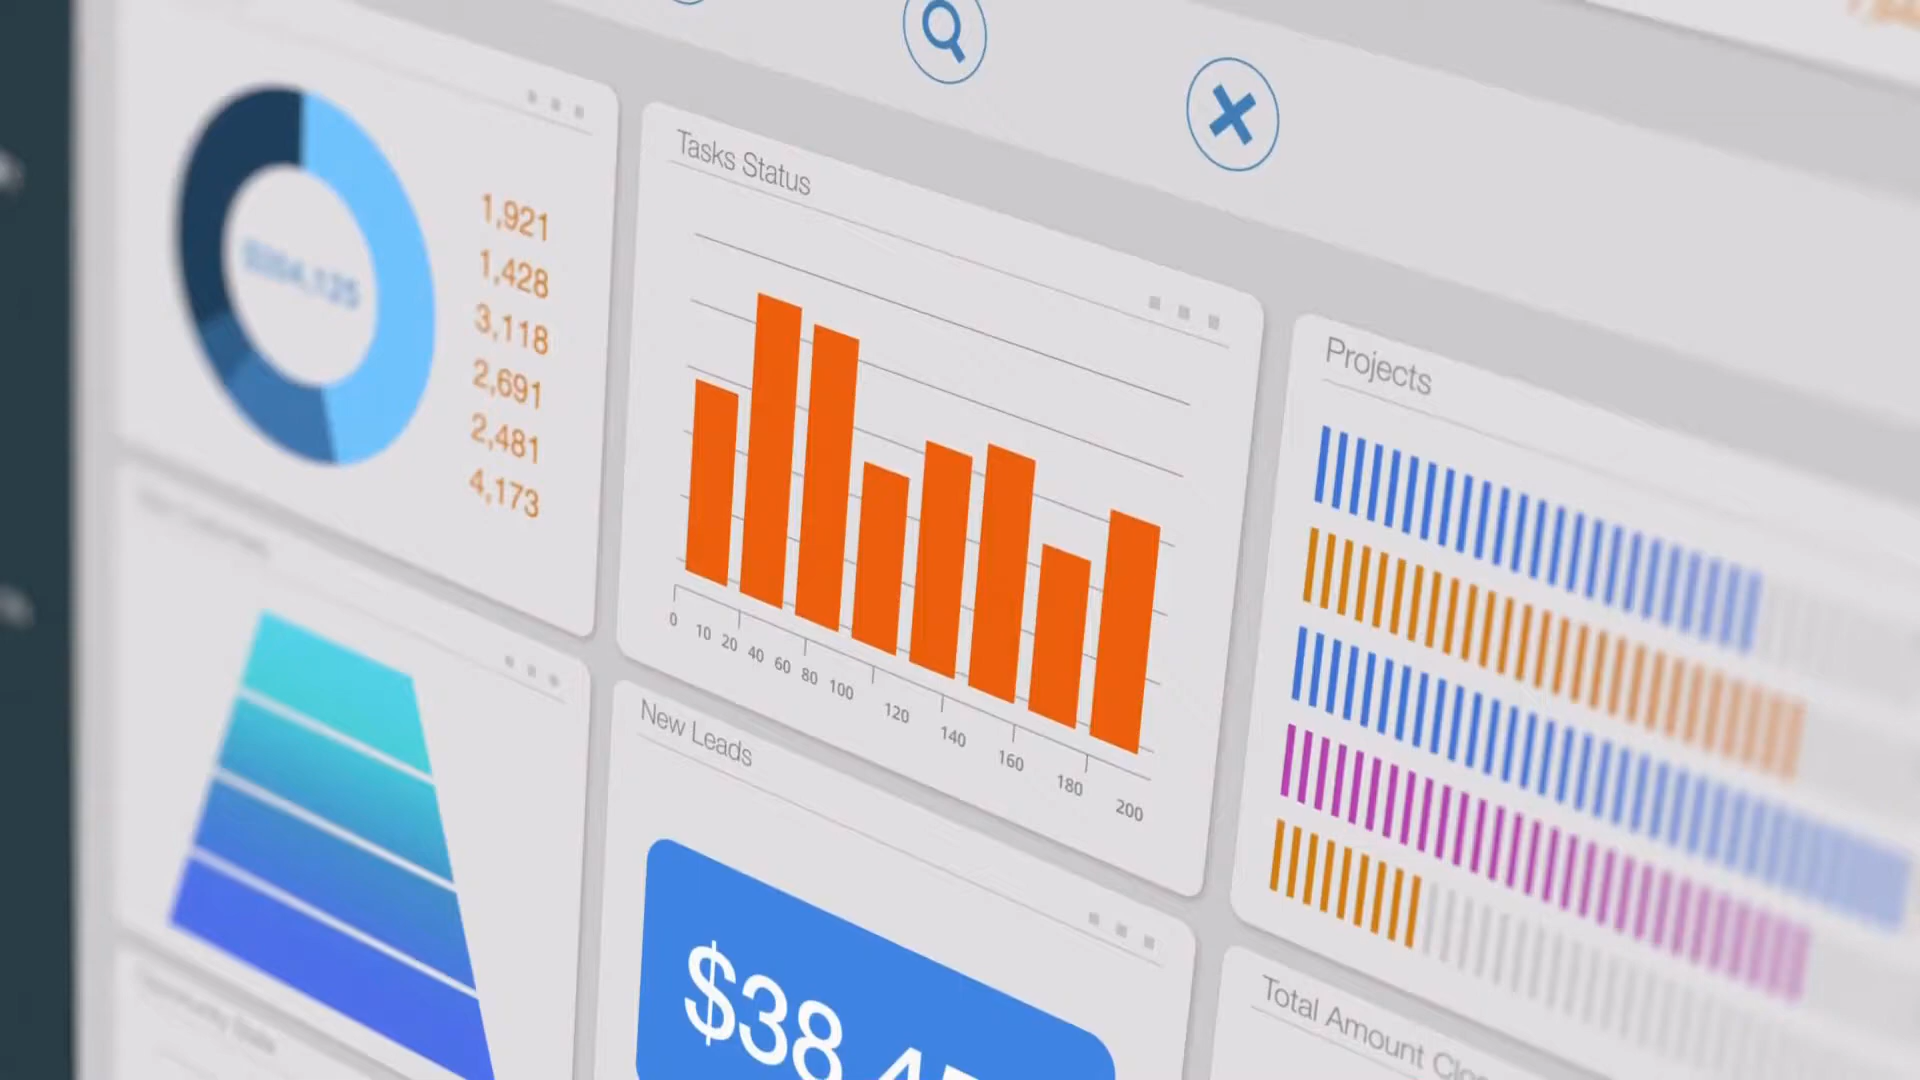 1,921
1,428
3,118
2,691
2,481
4,173
Tasks Status
0 10 20 40 60 80 100 120 140 160 180 200
Projects
New Leads
$38
Total Amount